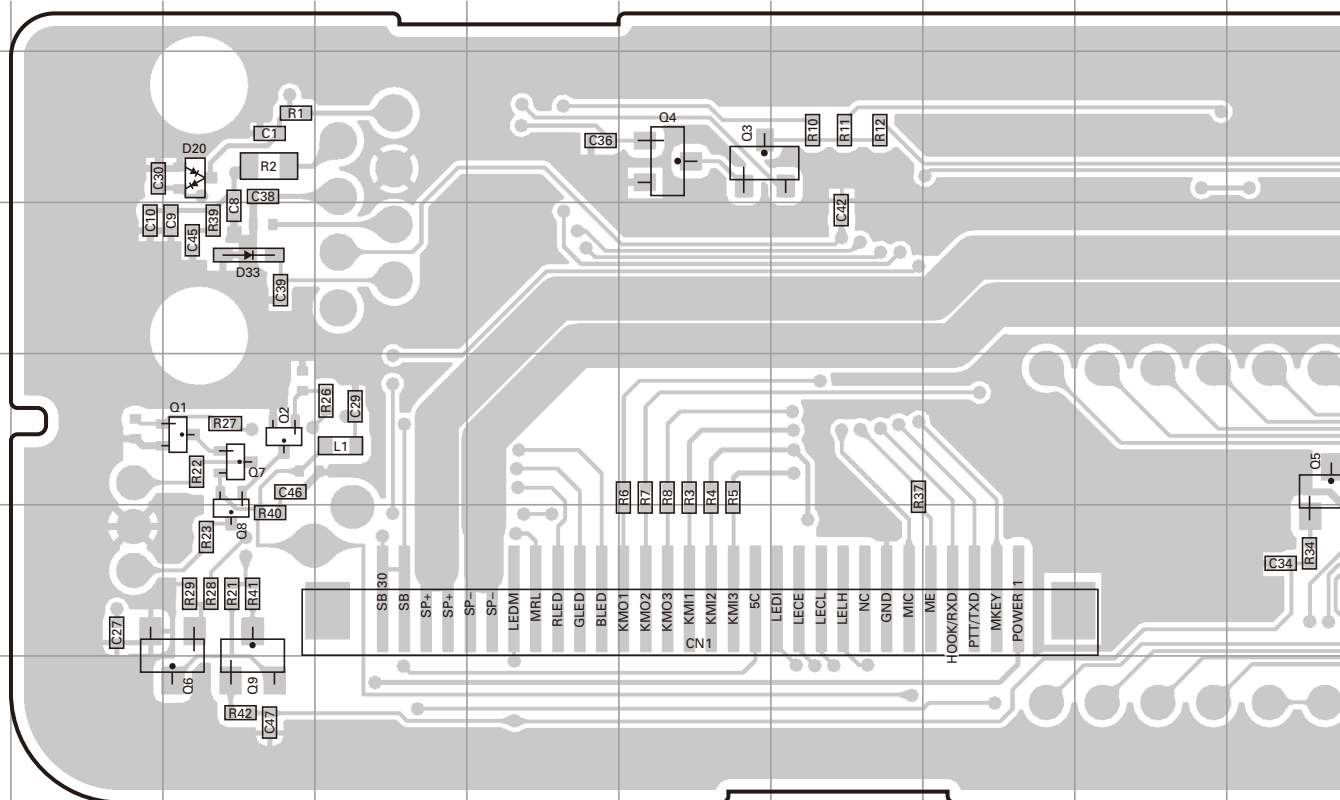 R1
C1
D20
R2
C30
C38
C10
C9
R39
C8
C45
D33
C39
C36
Q4
Q3
R10
R11
R12
C42
Q1
R27
Q2
R26
C29
L1
R22
Q7
C46
R40
Q8
R23
R29
R28
R21
R41
C27
Q6
Q9
R42
C47
R6
R7
R8
R3
R4
R5
R37
Q5
R34
C34
SB 30
SB
SP+
SP+
SP–
SP–
LEDM
MRL
RLED
GLED
BLED
KMO1
KMO2
KMO3
KMI1
KMI2
KMI3
5C
LEDI
LECE
LECL
LELH
NC
GND
MIC
ME
HOOK/RXD
PTT/TXD
MKEY
POWER 1
CN1